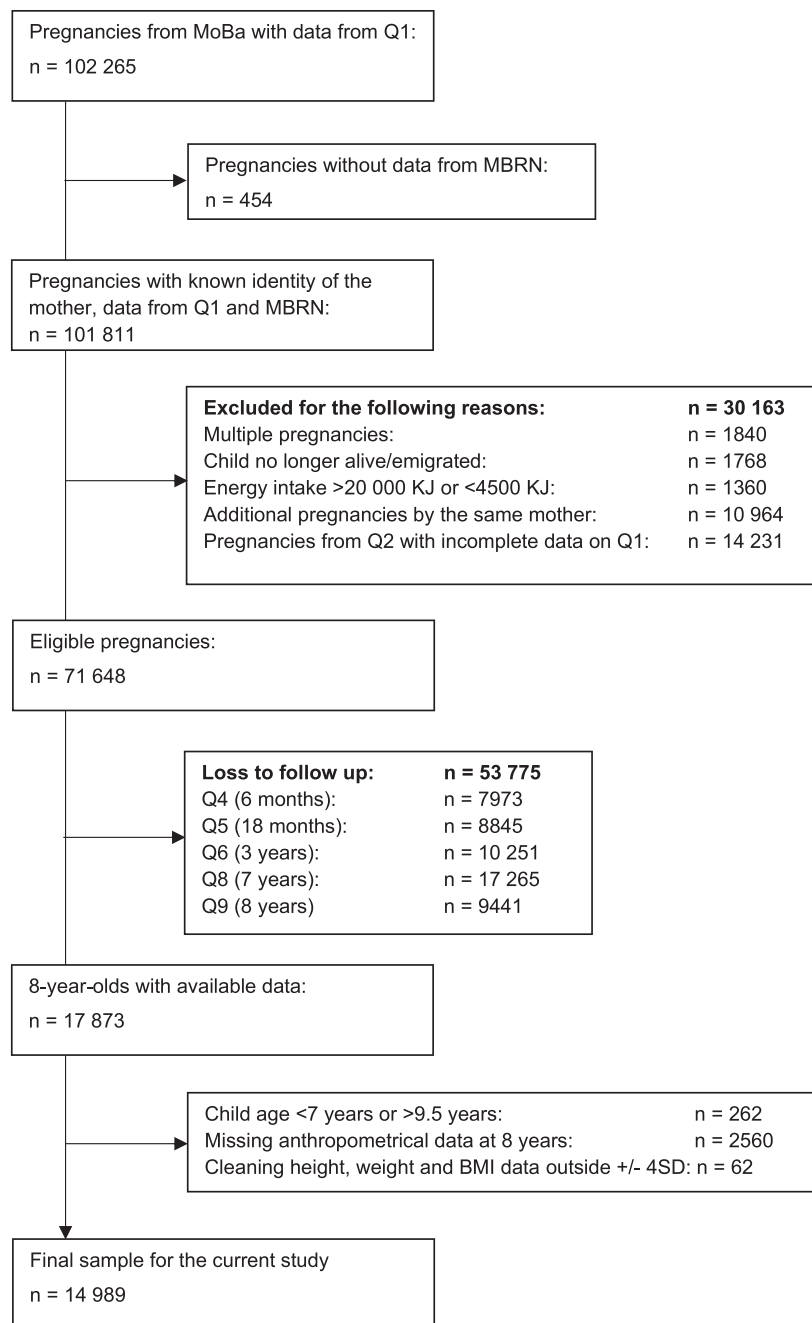 Pregnancies from MoBa with data from Q1:
n = 102 265
Pregnancies without data from MBRN:
n = 454
Pregnancies with known identity of the
mother, data from Q1 and MBRN:
n = 101 811
Excluded for the following reasons: n = 30 163
Multiple pregnancies: n = 1840
Child no longer alive/emigrated: n = 1768
Energy intake >20 000 KJ or <4500 KJ: n = 1360
Additional pregnancies by the same mother: n = 10 964
Pregnancies from Q2 with incomplete data on Q1: n = 14 231
Eligible pregnancies:
n = 71 648
Loss to follow up: n = 53 775
Q4 (6 months): n = 7973
Q5 (18 months): n = 8845
Q6 (3 years): n = 10 251
Q8 (7 years): n = 17 265
Q9 (8 years) n = 9441
8-year-olds with available data:
n = 17 873
Child age <7 years or >9.5 years: n = 262
Missing anthropometrical data at 8 years: n = 2560
Cleaning height, weight and BMI data outside +/- 4SD: n = 62
Final sample for the current study
n = 14 989